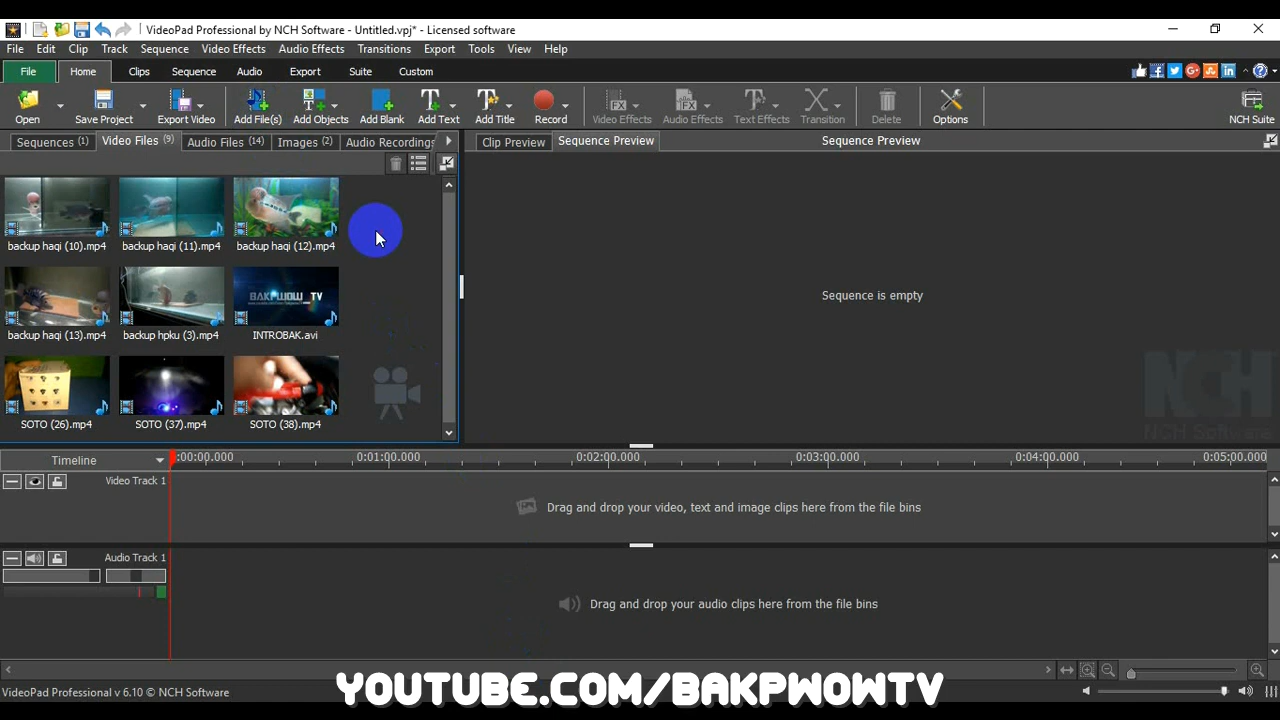 VideoPad Professional by NCH Software - Untitled.vpj* - Licensed software
File Edit Clip Track Sequence Video Effects Audio Effects Transitions Export Tools View Help
File Home Clips Sequence Audio Export Suite Custom
Open Save Project Export Video Add File(s) Add Objects Add Blank Add Text Add Title Record Video Effects Audio Effects Text Effects Transition Delete Options NCH Suite
Sequences (1) Video Files (9) Audio Files (14) Images (2) Audio Recordings
Clip Preview Sequence Preview Sequence Preview
backup haqi (10).mp4 backup haqi (11).mp4 backup haqi (12).mp4
BAKPWOW_TV
backup haqi (13).mp4 backup hpku (3).mp4 INTROBAK.avi
SOTO (26).mp4 SOTO (37).mp4 SOTO (38).mp4
Sequence is empty
NCH
NCH Software
Timeline :00:00.000 0:01:00.000 0:02:00.000 0:03:00.000 0:04:00.000 0:05:00.000
Video Track 1
Drag and drop your video, text and image clips here from the file bins
Audio Track 1
Drag and drop your audio clips here from the file bins
YOUTUBE.COM/BAKPWOWTV
VideoPad Professional v 6.10 © NCH Software